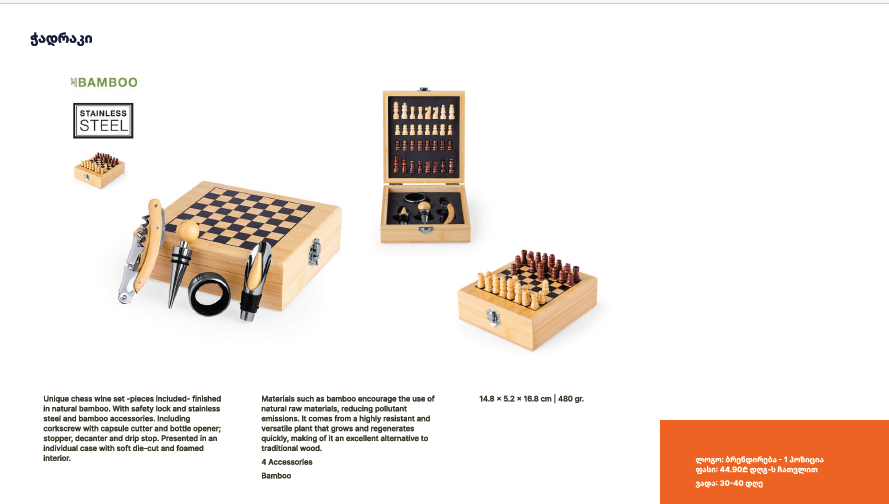 ჭადრაკი
BAMBOO
STAINLESS
STEEL
Unique chess wine set -pieces included- finished
in natural bamboo. With safety lock and stainless
steel and bamboo accessories. Including
corkscrew with capsule cutter and bottle opener;
stopper, decanter and drip stop. Presented in an
individual case with soft die-cut and foamed
interior.
Materials such as bamboo encourage the use of
natural raw materials, reducing pollutant
emissions. It comes from a highly resistant and
versatile plant that grows and regenerates
quickly, making of it an excellent alternative to
traditional wood.
4 Accessories
Bamboo
14.8 × 5.2 × 16.8 cm | 480 gr.
ლოგო: ბრენდირება - 1 პოზიცია
ფასი: 44.90₾ დღგ-ს ჩათვლით
ვადა: 30-40 დღე